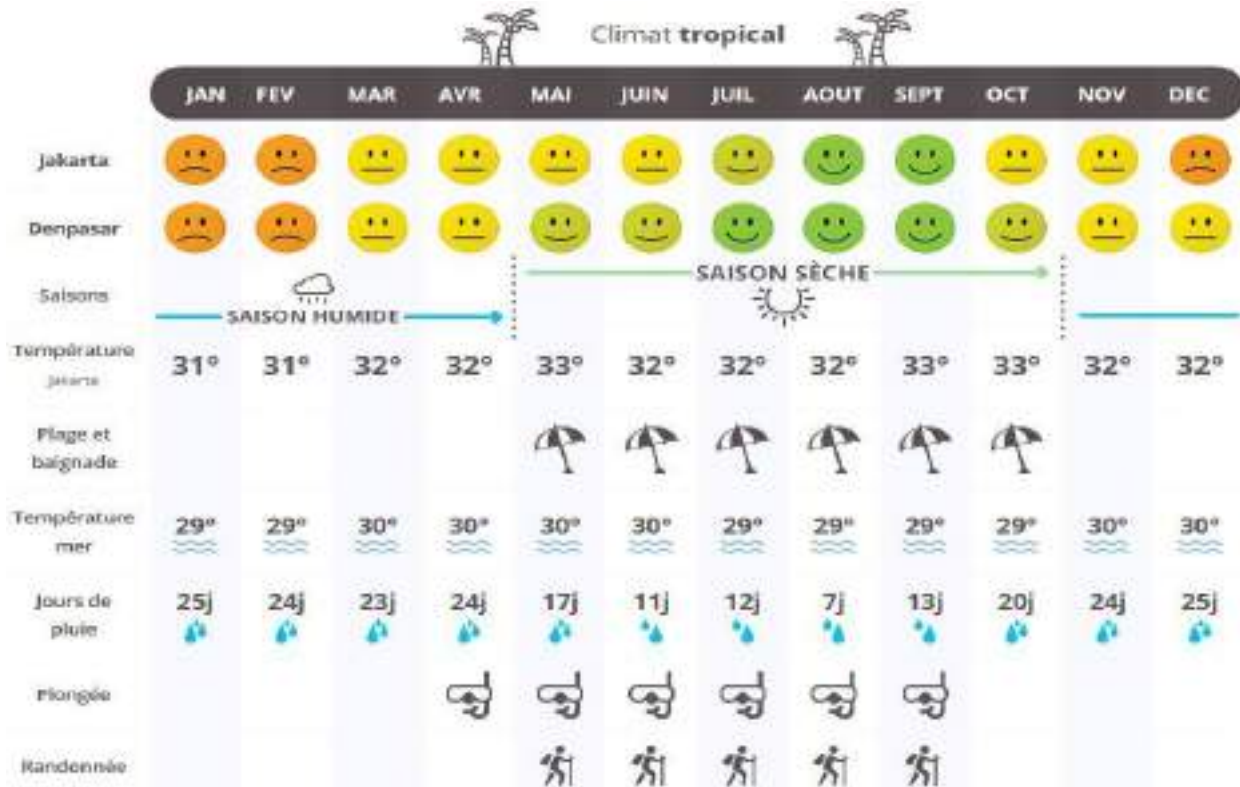 Climat tropical
JAN FEV MAR AVR MAI JUIN JUIL AOUT SEPT OCT NOV DEC
Jakarta
Denpasar
SAISON SÈCHE
Saisons
SAISON HUMIDE
Température
Jakarta
31° 31° 32° 32° 33° 32° 32° 32° 33° 33° 32° 32°
Plage et
baignade
Température
mer
29° 29° 30° 30° 30° 30° 29° 29° 29° 29° 30° 30°
Jours de
pluie
25j 24j 23j 24j 17j 11j 12j 7j 13j 20j 24j 25j
Plongée
Randonnée